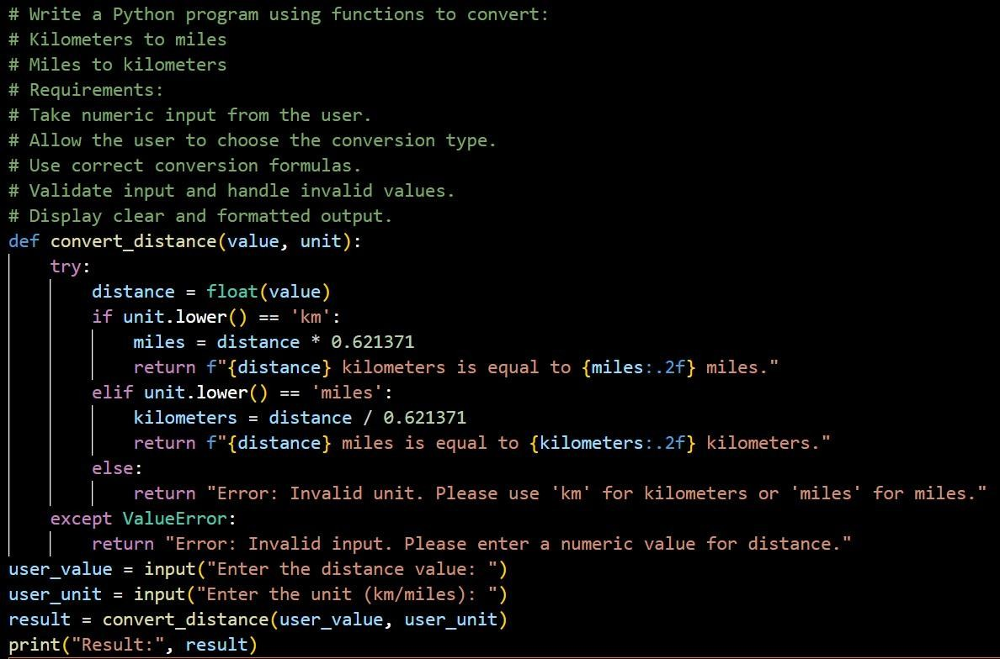 # Write a Python program using functions to convert:
# Kilometers to miles
# Miles to kilometers
# Requirements:
# Take numeric input from the user.
# Allow the user to choose the conversion type.
# Use correct conversion formulas.
# Validate input and handle invalid values.
# Display clear and formatted output.
def convert_distance(value, unit):
    try:
        distance = float(value)
        if unit.lower() == 'km':
            miles = distance * 0.621371
            return f"{distance} kilometers is equal to {miles:.2f} miles."
        elif unit.lower() == 'miles':
            kilometers = distance / 0.621371
            return f"{distance} miles is equal to {kilometers:.2f} kilometers."
        else:
            return "Error: Invalid unit. Please use 'km' for kilometers or 'miles' for miles."
    except ValueError:
        return "Error: Invalid input. Please enter a numeric value for distance."
user_value = input("Enter the distance value: ")
user_unit = input("Enter the unit (km/miles): ")
result = convert_distance(user_value, user_unit)
print("Result:", result)